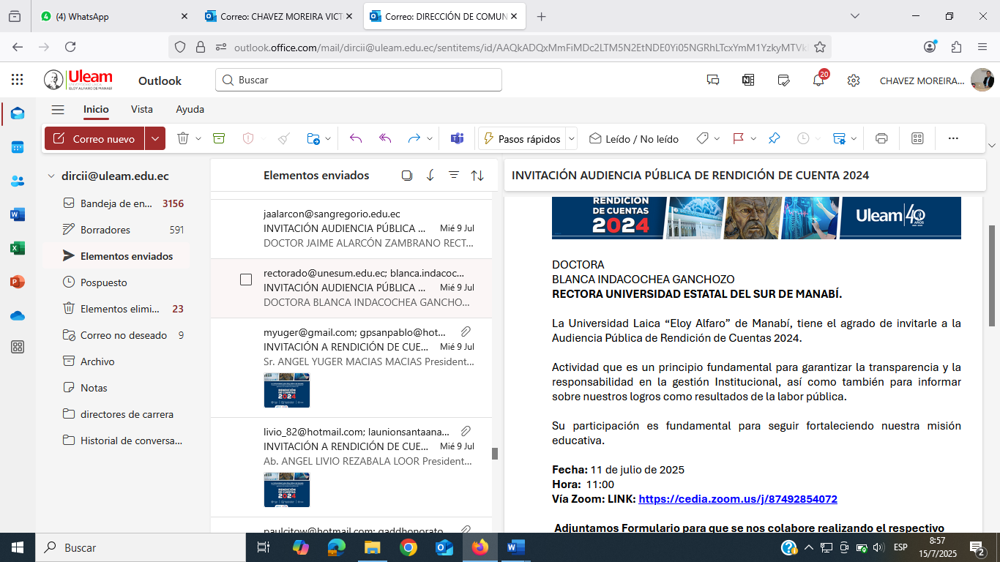 (4) WhatsApp
Correo: CHAVEZ MOREIRA VICT
Correo: DIRECCIÓN DE COMUN
outlook.office.com/mail/dircii@uleam.edu.ec/sentitems/id/AAQkADQxMmFiMDc2LTM5N2EtNDE0Yi05NGRhLTcxYmM1YzkyMTVk
Uleam
UNIVERSIDAD LAICA
ELOY ALFARO DE MANABÍ
Outlook
Buscar
20
CHAVEZ MOREIRA...
Inicio
Vista
Ayuda
Correo nuevo
Pasos rápidos
Leído / No leído
dircii@uleam.edu.ec
Bandeja de en... 3156
Borradores 591
Elementos enviados
Pospuesto
Elementos elimi... 23
Correo no deseado 9
Archivo
Notas
directores de carrera
Historial de conversa...
Elementos enviados
jaalarcon@sangregorio.edu.ec
INVITACIÓN AUDIENCIA PÚBLICA ... Mié 9 Jul
DOCTOR JAIME ALARCÓN ZAMBRANO RECT...
rectorado@unesum.edu.ec; blanca.indacoc...
INVITACIÓN AUDIENCIA PÚBLICA ... Mié 9 Jul
DOCTORA BLANCA INDACOCHEA GANCHO...
myuger@gmail.com; gpsanpablo@hot...
INVITACIÓN A RENDICIÓN DE CUE... Mié 9 Jul
Sr. ANGEL YUGER MACIAS MACIAS President...
RENDICIÓN
DE CUENTAS
2024
livio_82@hotmail.com; launionsantaana...
INVITACIÓN A RENDICIÓN DE CUE... Mié 9 Jul
Ab. ANGEL LIVIO REZABALA LOOR President...
RENDICIÓN
DE CUENTAS
2024
paulcitow@hotmail.com; gaddhonorato
INVITACIÓN AUDIENCIA PÚBLICA DE RENDICIÓN DE CUENTA 2024
RENDICIÓN
DE CUENTAS
2024
Uleam 40
AÑOS
DOCTORA
BLANCA INDACOCHEA GANCHOZO
RECTORA UNIVERSIDAD ESTATAL DEL SUR DE MANABÍ.
La Universidad Laica “Eloy Alfaro” de Manabí, tiene el agrado de invitarle a la
Audiencia Pública de Rendición de Cuentas 2024.
Actividad que es un principio fundamental para garantizar la transparencia y la
responsabilidad en la gestión Institucional, así como también para informar
sobre nuestros logros como resultados de la labor pública.
Su participación es fundamental para seguir fortaleciendo nuestra misión
educativa.
Fecha: 11 de julio de 2025
Hora: 11:00
Vía Zoom: LINK: https://cedia.zoom.us/j/87492854072
Adjuntamos Formulario para que se nos colabore realizando el respectivo
Buscar
ESP
8:57
15/7/2025
2